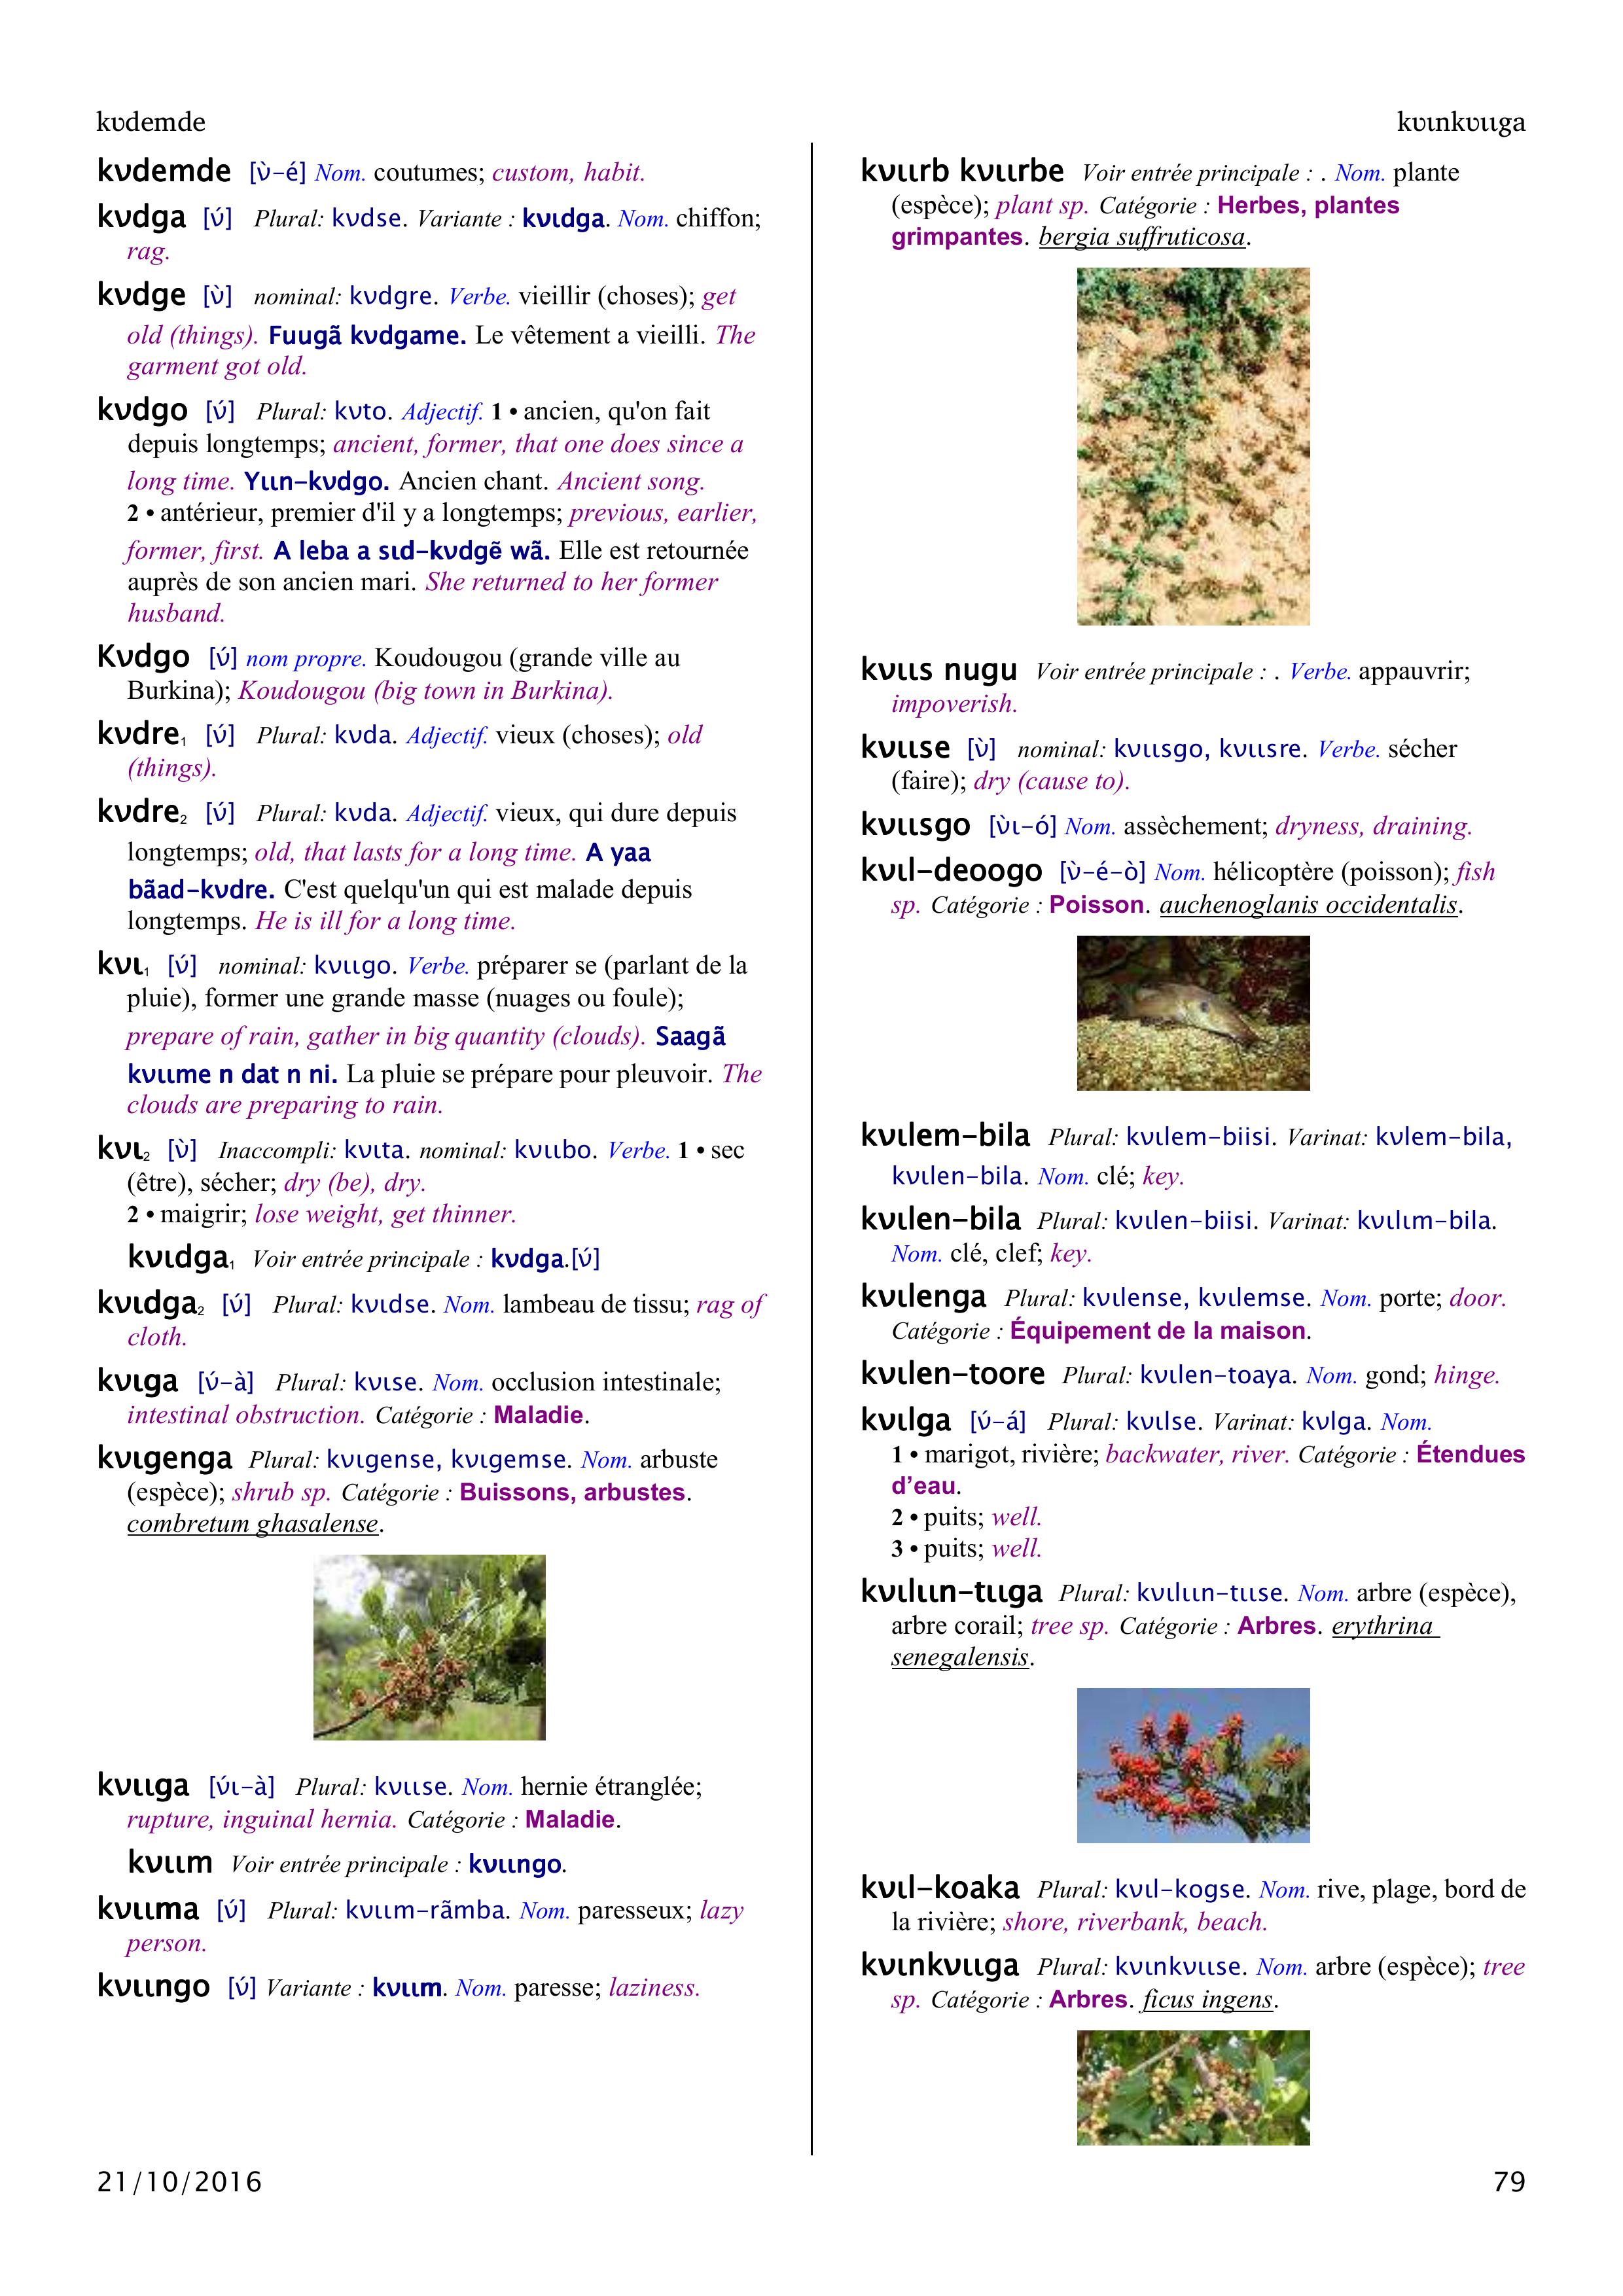 kʋdemde
kʋɩnkʋɩɩga
kʋdemde [ʋ̀-é] Nom. coutumes; custom, habit.
kʋdga [ʋ́] Plural: kʋdse. Variante : kʋɩdga. Nom. chiffon;
rag.
kʋdge [ʋ̀] nominal: kʋdgre. Verbe. vieillir (choses); get
old (things). Fuugã kʋdgame. Le vêtement a vieilli. The
garment got old.
kʋdgo [ʋ́] Plural: kʋto. Adjectif. 1 • ancien, qu'on fait
depuis longtemps; ancient, former, that one does since a
long time. Yɩɩn-kʋdgo. Ancien chant. Ancient song.
2 • antérieur, premier d'il y a longtemps; previous, earlier,
former, first. A leba a sɩd-kʋdgẽ wã. Elle est retournée
auprès de son ancien mari. She returned to her former
husband.
Kʋdgo [ʋ́] nom propre. Koudougou (grande ville au
Burkina); Koudougou (big town in Burkina).
kʋdre₁ [ʋ́] Plural: kʋda. Adjectif. vieux (choses); old
(things).
kʋdre₂ [ʋ́] Plural: kʋda. Adjectif. vieux, qui dure depuis
longtemps; old, that lasts for a long time. A yaa
bãad-kʋdre. C'est quelqu'un qui est malade depuis
longtemps. He is ill for a long time.
kʋɩ₁ [ʋ́] nominal: kʋɩɩgo. Verbe. préparer se (parlant de la
pluie), former une grande masse (nuages ou foule);
prepare of rain, gather in big quantity (clouds). Saagã
kʋɩɩme n dat n ni. La pluie se prépare pour pleuvoir. The
clouds are preparing to rain.
kʋɩ₂ [ʋ̀] Inaccompli: kʋɩta. nominal: kʋɩɩbo. Verbe. 1 • sec
(être), sécher; dry (be), dry.
2 • maigrir; lose weight, get thinner.
kʋɩdga₁ Voir entrée principale : kʋdga.[ʋ́]
kʋɩdga₂ [ʋ́] Plural: kʋɩdse. Nom. lambeau de tissu; rag of
cloth.
kʋɩga [ʋ́-à] Plural: kʋɩse. Nom. occlusion intestinale;
intestinal obstruction. Catégorie : Maladie.
kʋɩgenga Plural: kʋɩgense, kʋɩgemse. Nom. arbuste
(espèce); shrub sp. Catégorie : Buissons, arbustes.
combretum ghasalense.
kʋɩɩga [ʋ́ɩ-à] Plural: kʋɩɩse. Nom. hernie étranglée;
rupture, inguinal hernia. Catégorie : Maladie.
kʋɩɩm Voir entrée principale : kʋɩɩngo.
kʋɩɩma [ʋ́] Plural: kʋɩɩm-rãmba. Nom. paresseux; lazy
person.
kʋɩɩngo [ʋ́] Variante : kʋɩɩm. Nom. paresse; laziness.
kʋɩɩrb kʋɩɩrbe Voir entrée principale : . Nom. plante
(espèce); plant sp. Catégorie : Herbes, plantes
grimpantes. bergia suffruticosa.
kʋɩɩs nugu Voir entrée principale : . Verbe. appauvrir;
impoverish.
kʋɩɩse [ʋ̀] nominal: kʋɩɩsgo, kʋɩɩsre. Verbe. sécher
(faire); dry (cause to).
kʋɩɩsgo [ʋ̀ɩ-ó] Nom. assèchement; dryness, draining.
kʋɩl-deoogo [ʋ̀-é-ò] Nom. hélicoptère (poisson); fish
sp. Catégorie : Poisson. auchenoglanis occidentalis.
kʋɩlem-bila Plural: kʋɩlem-biisi. Varinat: kʋlem-bila,
kʋɩlen-bila. Nom. clé; key.
kʋɩlen-bila Plural: kʋɩlen-biisi. Varinat: kʋɩlɩm-bila.
Nom. clé, clef; key.
kʋɩlenga Plural: kʋɩlense, kʋɩlemse. Nom. porte; door.
Catégorie : Équipement de la maison.
kʋɩlen-toore Plural: kʋɩlen-toaya. Nom. gond; hinge.
kʋɩlga [ʋ́-á] Plural: kʋɩlse. Varinat: kʋlga. Nom.
1 • marigot, rivière; backwater, river. Catégorie : Étendues
d’eau.
2 • puits; well.
3 • puits; well.
kʋɩlɩɩn-tɩɩga Plural: kʋɩlɩɩn-tɩɩse. Nom. arbre (espèce),
arbre corail; tree sp. Catégorie : Arbres. erythrina
senegalensis.
kʋɩl-koaka Plural: kʋɩl-kogse. Nom. rive, plage, bord de
la rivière; shore, riverbank, beach.
kʋɩnkʋɩɩga Plural: kʋɩnkʋɩɩse. Nom. arbre (espèce); tree
sp. Catégorie : Arbres. ficus ingens.
21/10/2016
79